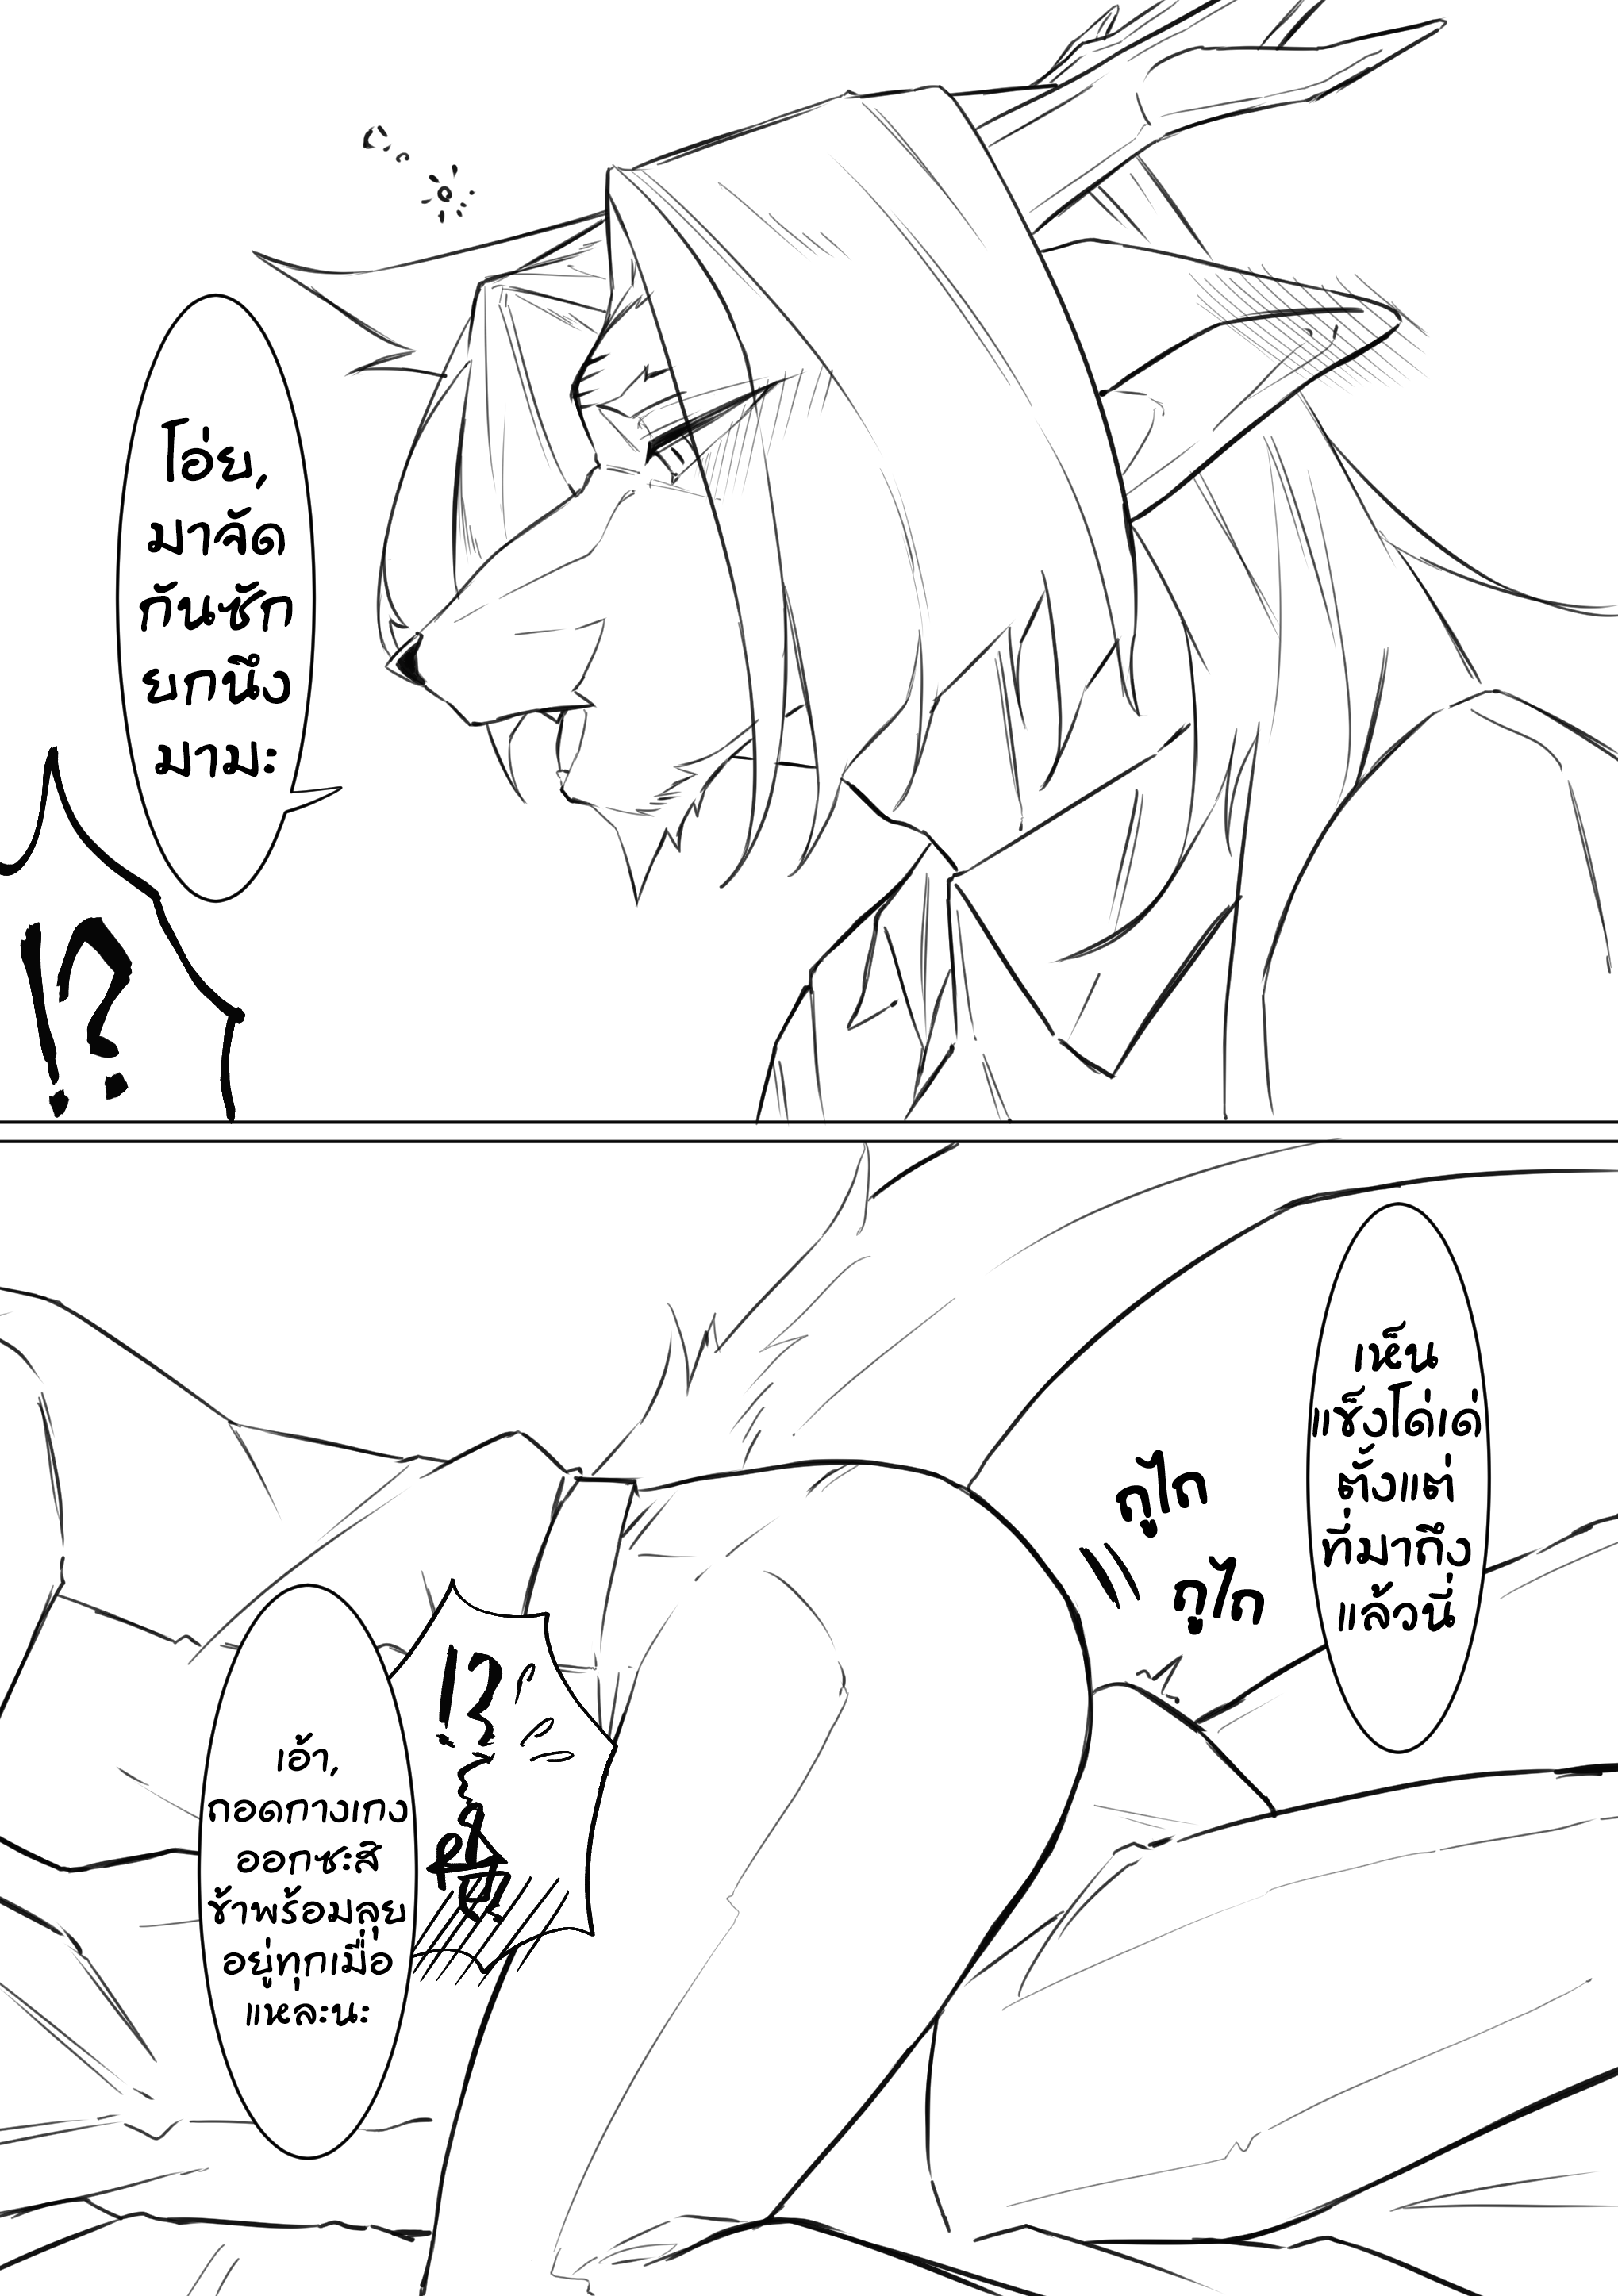 โอ่ย,
มาจัด
กันซัก
ยกนึง
มามะ
!?
เห็น
แข็งโด่เด่
ตั้งแต่
ที่มาถึง
แล้วนี่
ถูไถ
ถูไถ
!?
เอ้า,
ถอดกางเกง
ออกซะสิ
ข้าพร้อมลุย
อยู่ทุกเมื่อ
แหละนะ